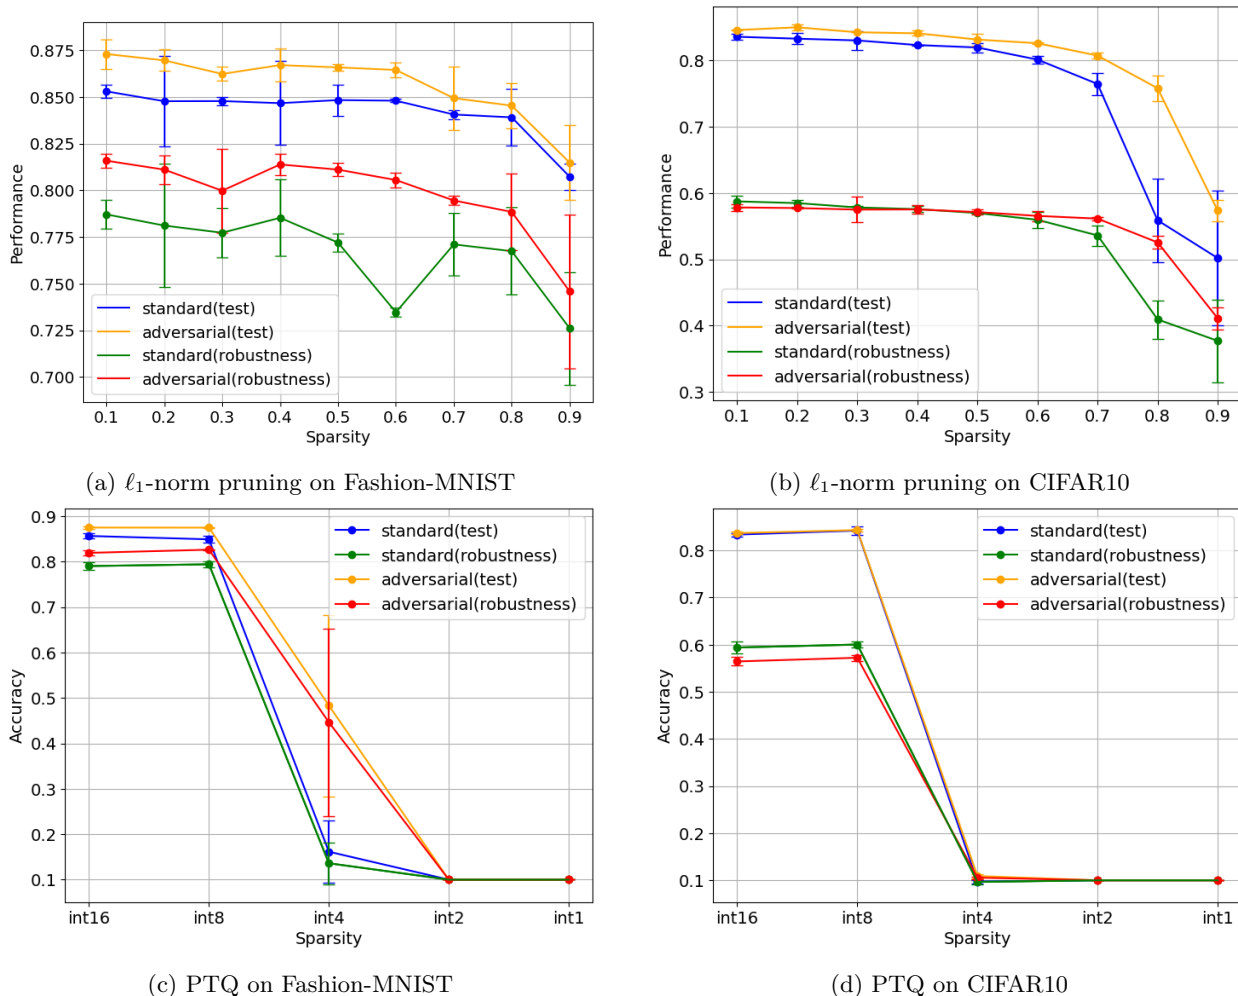 0.875
0.850
0.825
0.800
0.775
0.750
0.725
0.700
Performance
standard(test)
adversarial(test)
standard(robustness)
adversarial(robustness)
0.1 0.2 0.3 0.4 0.5 0.6 0.7 0.8 0.9
Sparsity
(a) ℓ₁-norm pruning on Fashion-MNIST
0.8
0.7
0.6
0.5
0.4
0.3
Performance
standard(test)
adversarial(test)
standard(robustness)
adversarial(robustness)
0.1 0.2 0.3 0.4 0.5 0.6 0.7 0.8 0.9
Sparsity
(b) ℓ₁-norm pruning on CIFAR10
0.9
0.8
0.7
0.6
0.5
0.4
0.3
0.2
0.1
Accuracy
standard(test)
standard(robustness)
adversarial(test)
adversarial(robustness)
int16 int8 int4 int2 int1
Sparsity
(c) PTQ on Fashion-MNIST
0.8
0.7
0.6
0.5
0.4
0.3
0.2
0.1
Accuracy
standard(test)
standard(robustness)
adversarial(test)
adversarial(robustness)
int16 int8 int4 int2 int1
Sparsity
(d) PTQ on CIFAR10